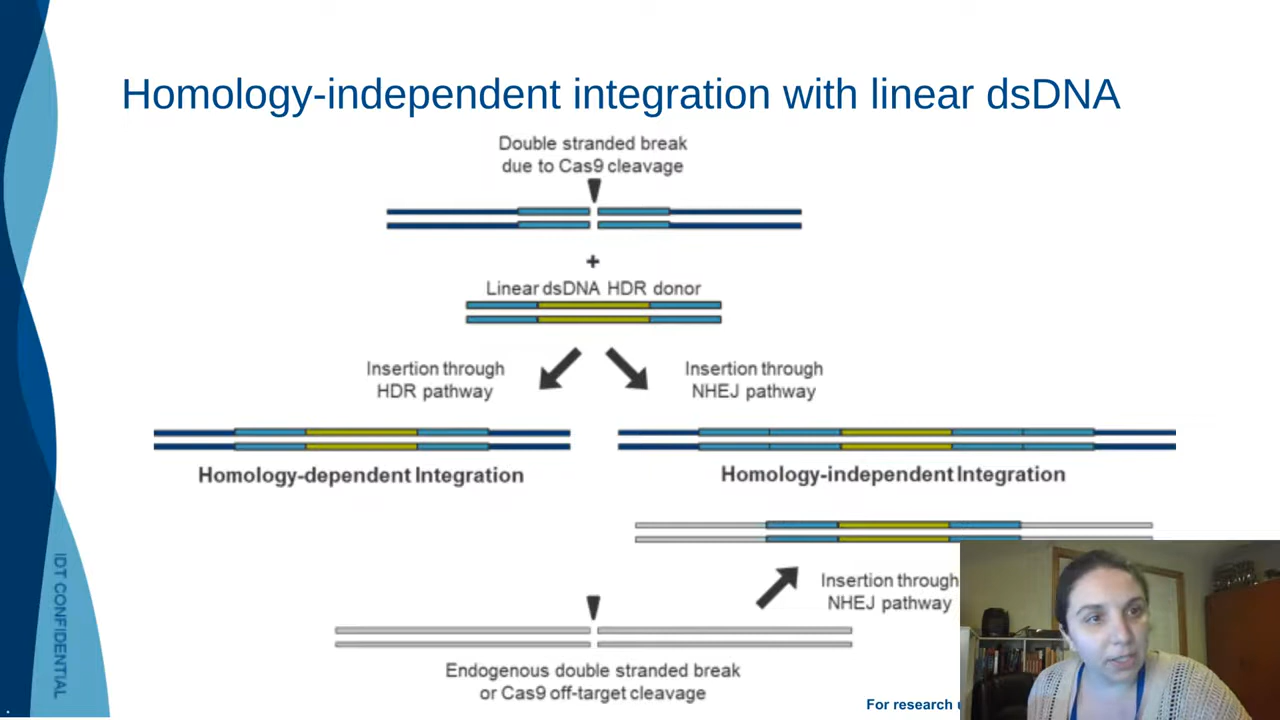 Homology-independent integration with linear dsDNA
Double stranded break
due to Cas9 cleavage
+
Linear dsDNA HDR donor
Insertion through
HDR pathway
Insertion through
NHEJ pathway
Homology-dependent Integration
Homology-independent Integration
Insertion through
NHEJ pathway
Endogenous double stranded break
or Cas9 off-target cleavage
IDT CONFIDENTIAL
For research